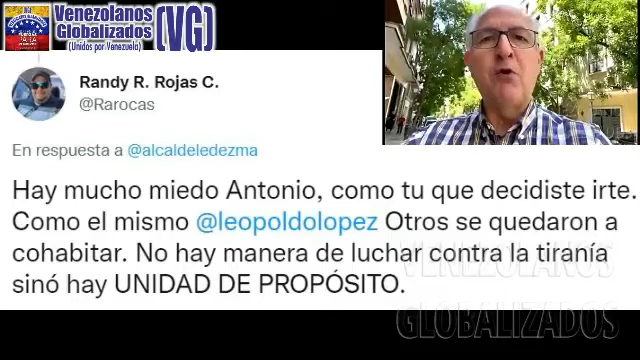 Venezolanos
Globalizados
(Unidos por Venezuela)
(VG)
Randy R. Rojas C.
@Rarocas
En respuesta a @alcaldeledezma
Hay mucho miedo Antonio, como tu que decidiste irte.
Como el mismo @leopoldolopez Otros se quedaron a
cohabitar. No hay manera de luchar contra la tiranía
sinó hay UNIDAD DE PROPÓSITO.
VENEZOLANOS
GLOBALIZADOS